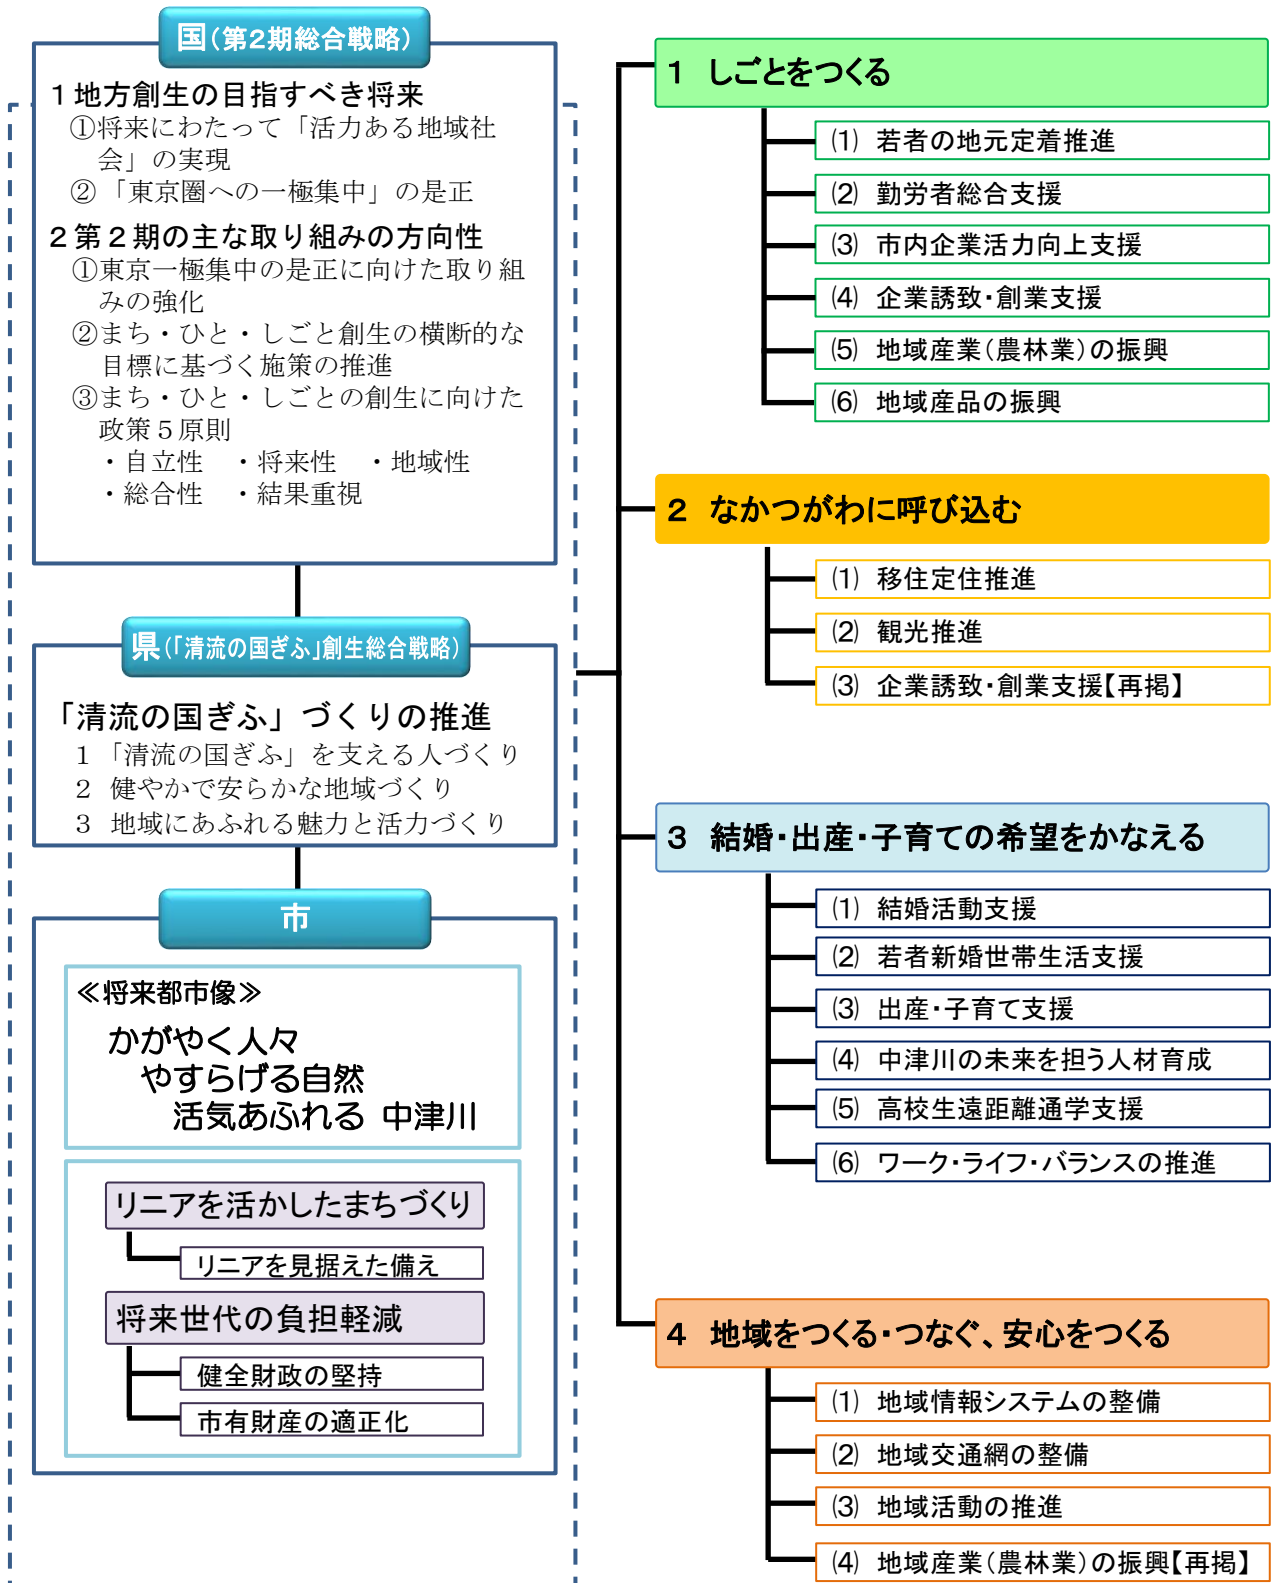 国(第2期総合戦略)
1 地方創生の目指すべき将来
①将来にわたって「活力ある地域社
会」の実現
②「東京圏への一極集中」の是正
2 第2期の主な取り組みの方向性
①東京一極集中の是正に向けた取り組
みの強化
②まち・ひと・しごと創生の横断的な
目標に基づく施策の推進
③まち・ひと・しごとの創生に向けた
政策5原則
・自立性 ・将来性 ・地域性
・総合性 ・結果重視
県(「清流の国ぎふ」創生総合戦略)
「清流の国ぎふ」づくりの推進
1 「清流の国ぎふ」を支える人づくり
2 健やかで安らかな地域づくり
3 地域にあふれる魅力と活力づくり
市
≪将来都市像≫
かがやく人々
やすらげる自然
活気あふれる 中津川
リニアを活かしたまちづくり
リニアを見据えた備え
将来世代の負担軽減
健全財政の堅持
市有財産の適正化
1 しごとをつくる
⑴ 若者の地元定着推進
⑵ 勤労者総合支援
⑶ 市内企業活力向上支援
⑷ 企業誘致・創業支援
⑸ 地域産業(農林業)の振興
⑹ 地域産品の振興
2 なかつがわに呼び込む
⑴ 移住定住推進
⑵ 観光推進
⑶ 企業誘致・創業支援【再掲】
3 結婚・出産・子育ての希望をかなえる
⑴ 結婚活動支援
⑵ 若者新婚世帯生活支援
⑶ 出産・子育て支援
⑷ 中津川の未来を担う人材育成
⑸ 高校生遠距離通学支援
⑹ ワーク・ライフ・バランスの推進
4 地域をつくる・つなぐ、安心をつくる
⑴ 地域情報システムの整備
⑵ 地域交通網の整備
⑶ 地域活動の推進
⑷ 地域産業(農林業)の振興【再掲】